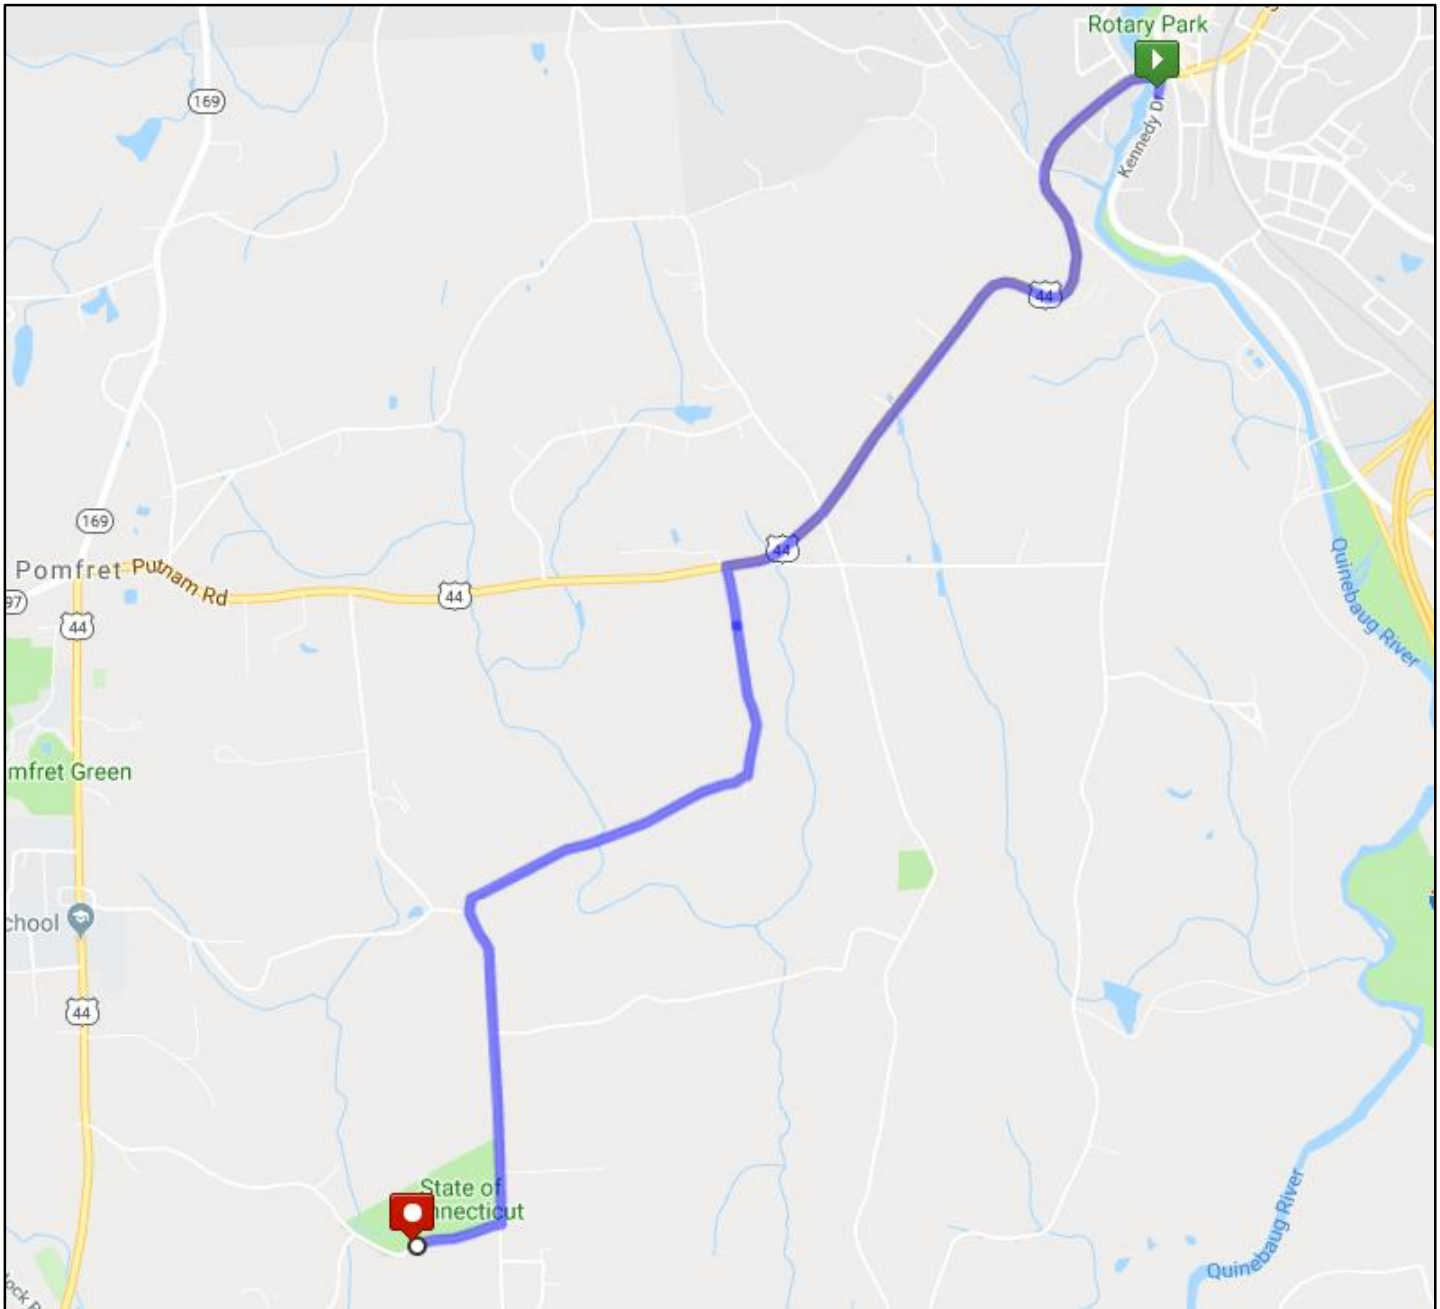 Rotary Park
169
Kennedy Dr
44
169
44
Pomfret
Putnam Rd
97
44
44
Quinebaug River
mfret Green
chool
44
State of
nnecticut
Quinebaug River